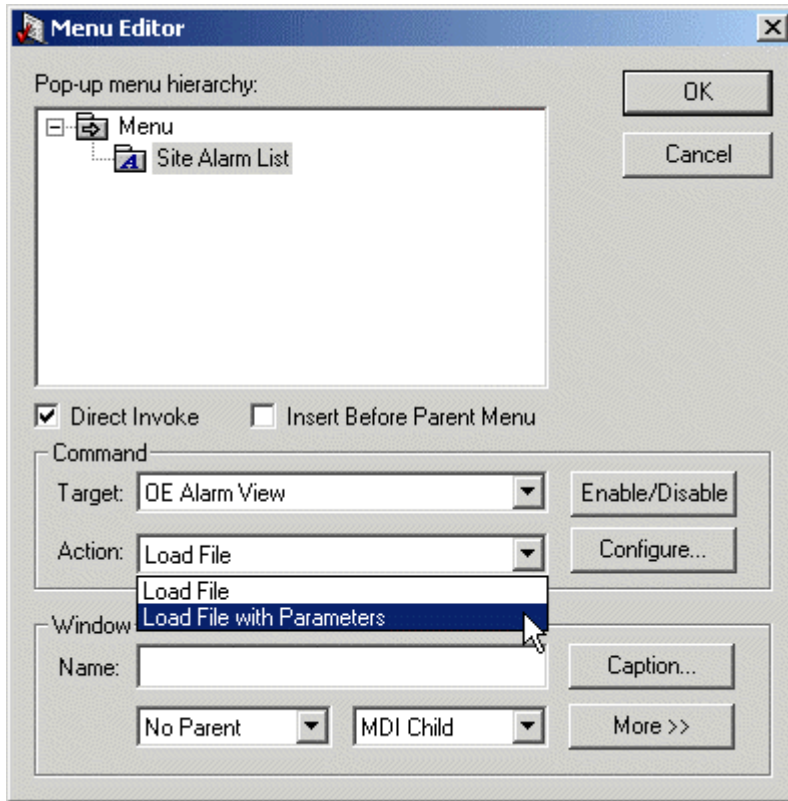 Menu Editor
Pop-up menu hierarchy:
OK
Menu
Site Alarm List
Cancel
Direct Invoke
Insert Before Parent Menu
Command
Target: OE Alarm View
Enable/Disable
Action: Load File
Configure...
Load File
Load File with Parameters
Window
Name:
Caption...
No Parent
MDI Child
More >>